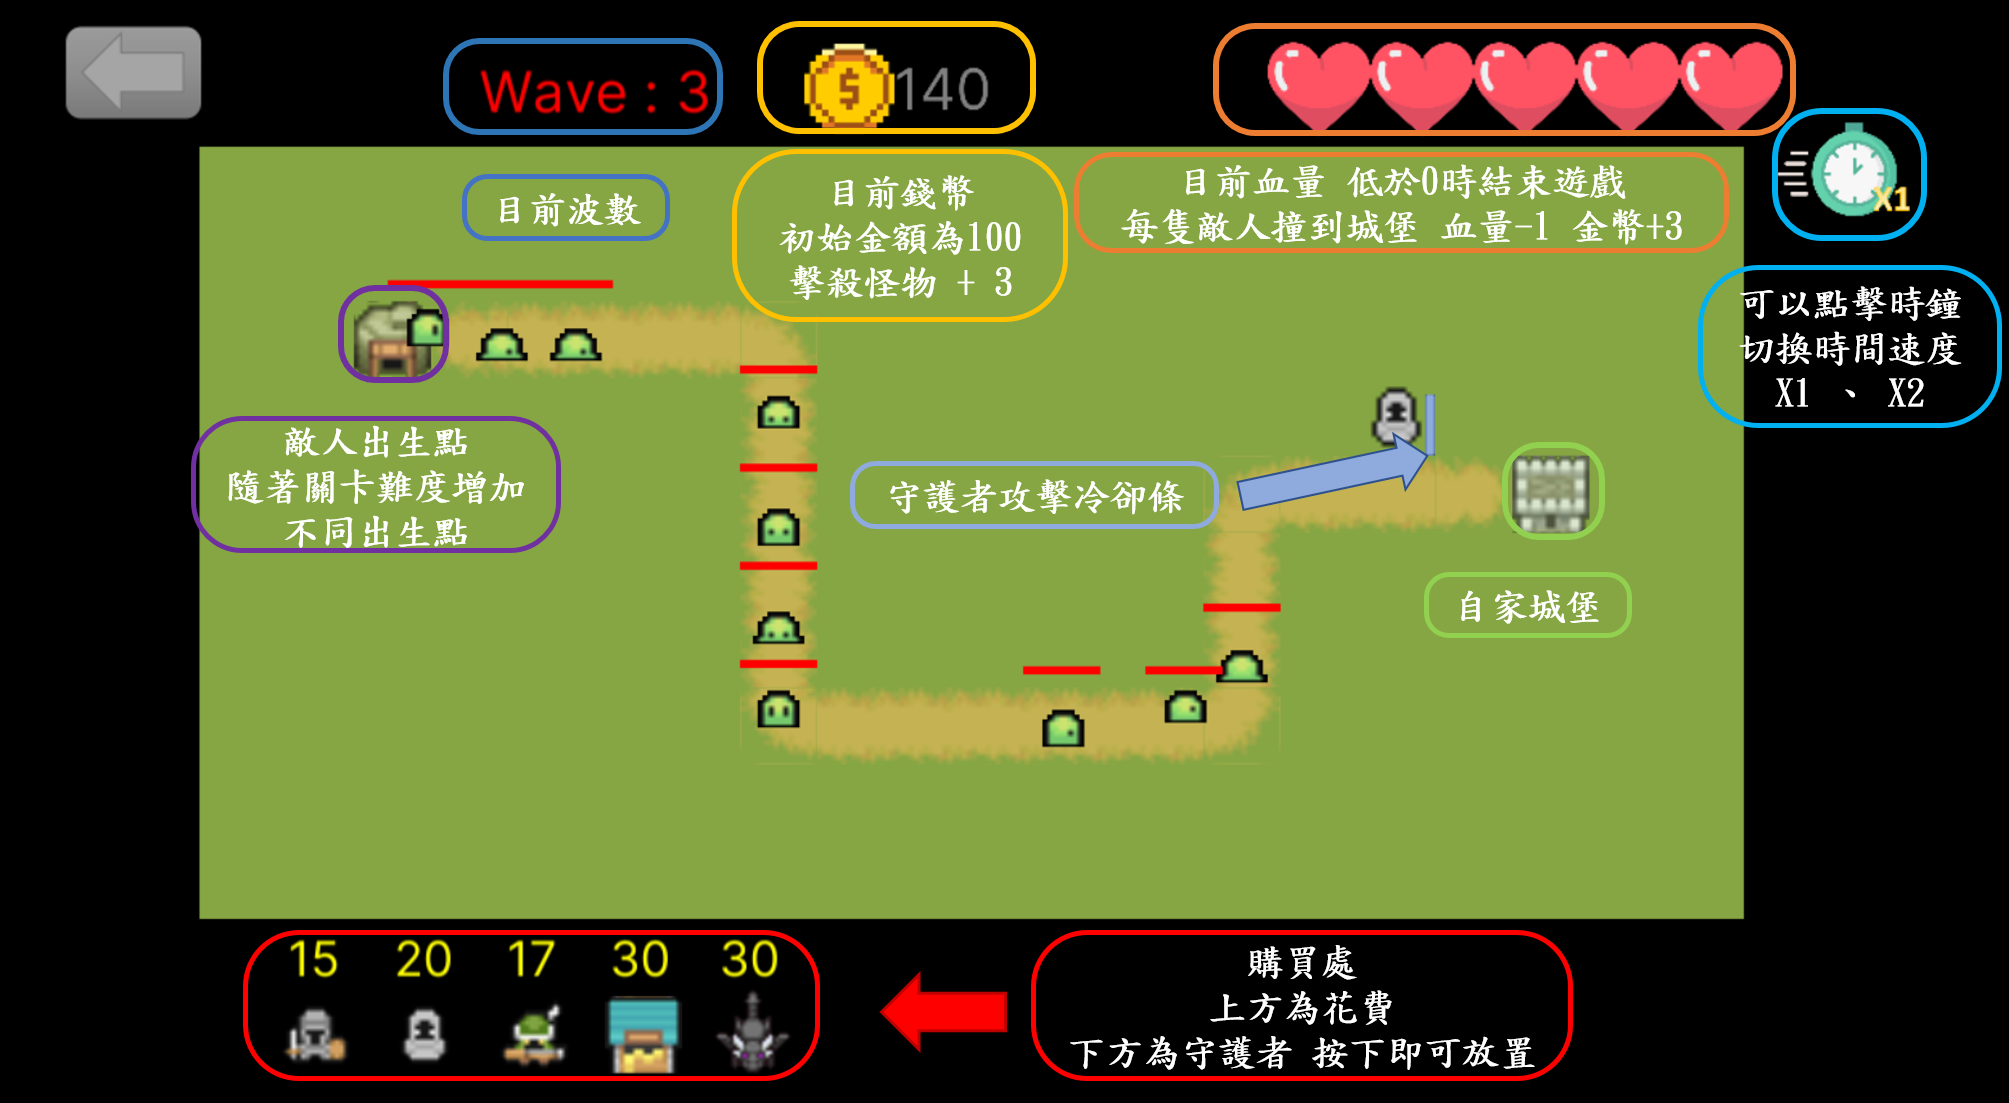 Wave : 3
140
X1
目前波數
目前錢幣
初始金額為100
擊殺怪物 + 3
目前血量 低於0時結束遊戲
每隻敵人撞到城堡 血量-1 金幣+3
可以點擊時鐘
切換時間速度
X1 、 X2
敵人出生點
隨著關卡難度增加
不同出生點
守護者攻擊冷卻條
自家城堡
15 20 17 30 30
購買處
上方為花費
下方為守護者 按下即可放置